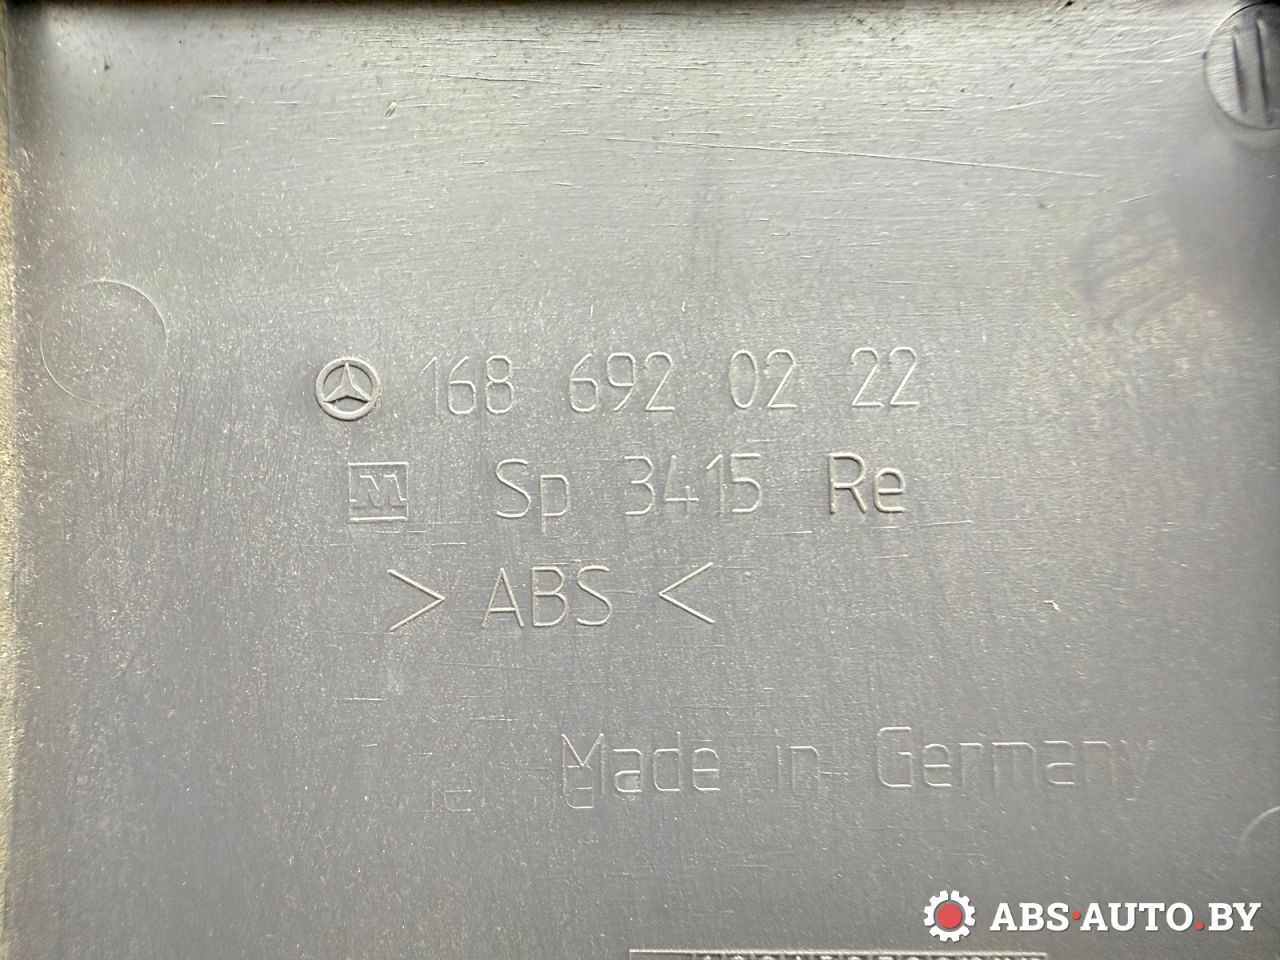 168 692 02 22
M Sp 3415 Re
> ABS <
Made in Germany
ABS·AUTO.BY